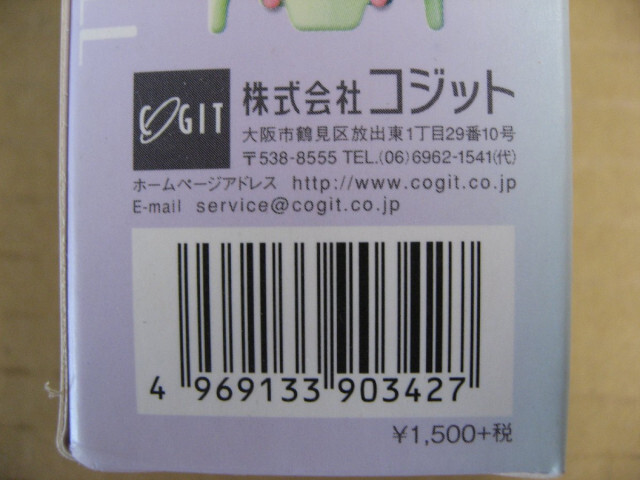 COGIT
株式会社 コジット
大阪市鶴見区放出東1丁目29番10号
〒538-8555 TEL.(06)6962-1541(代)
ホームページアドレス http://www.cogit.co.jp
E-mail service@cogit.co.jp
4 969133 903427
¥1,500+税